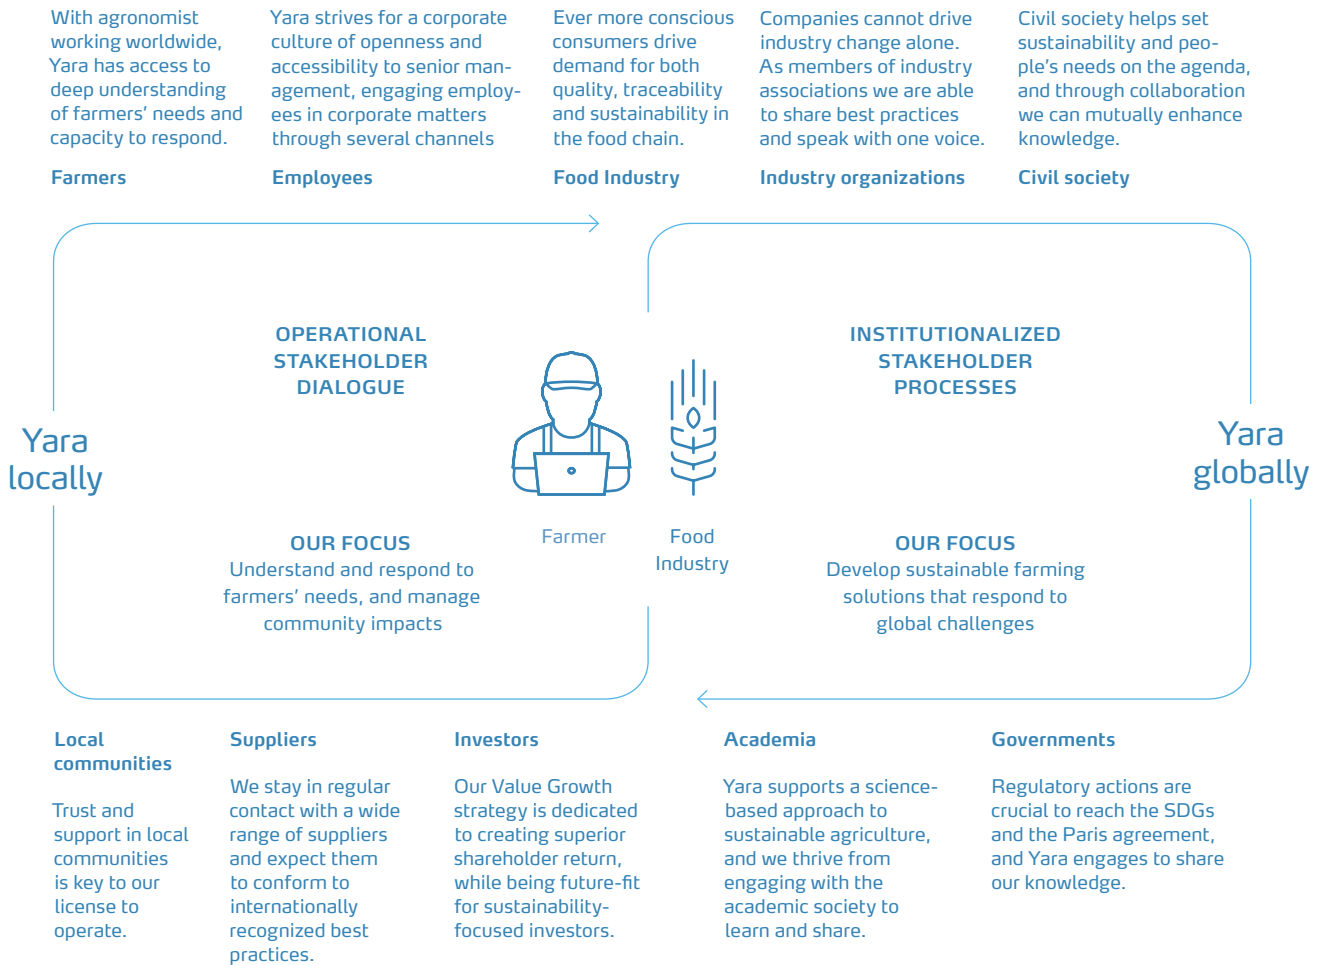 With agronomist
working worldwide,
Yara has access to
deep understanding
of farmers' needs and
capacity to respond.
Farmers
Yara strives for a corporate
culture of openness and
accessibility to senior man-
agement, engaging employ-
ees in corporate matters
through several channels
Employees
Ever more conscious
consumers drive
demand for both
quality, traceability
and sustainability in
the food chain.
Food Industry
Companies cannot drive
industry change alone.
As members of industry
associations we are able
to share best practices
and speak with one voice.
Industry organizations
Civil society helps set
sustainability and peo-
ple's needs on the agenda,
and through collaboration
we can mutually enhance
knowledge.
Civil society
Yara
locally
OPERATIONAL
STAKEHOLDER
DIALOGUE
OUR FOCUS
Understand and respond to
farmers' needs, and manage
community impacts
Farmer
Food
Industry
INSTITUTIONALIZED
STAKEHOLDER
PROCESSES
OUR FOCUS
Develop sustainable farming
solutions that respond to
global challenges
Yara
globally
Local
communities
Trust and
support in local
communities
is key to our
license to
operate.
Suppliers
We stay in regular
contact with a wide
range of suppliers
and expect them
to conform to
internationally
recognized best
practices.
Investors
Our Value Growth
strategy is dedicated
to creating superior
shareholder return,
while being future-fit
for sustainability-
focused investors.
Academia
Yara supports a science-
based approach to
sustainable agriculture,
and we thrive from
engaging with the
academic society to
learn and share.
Governments
Regulatory actions are
crucial to reach the SDGs
and the Paris agreement,
and Yara engages to share
our knowledge.